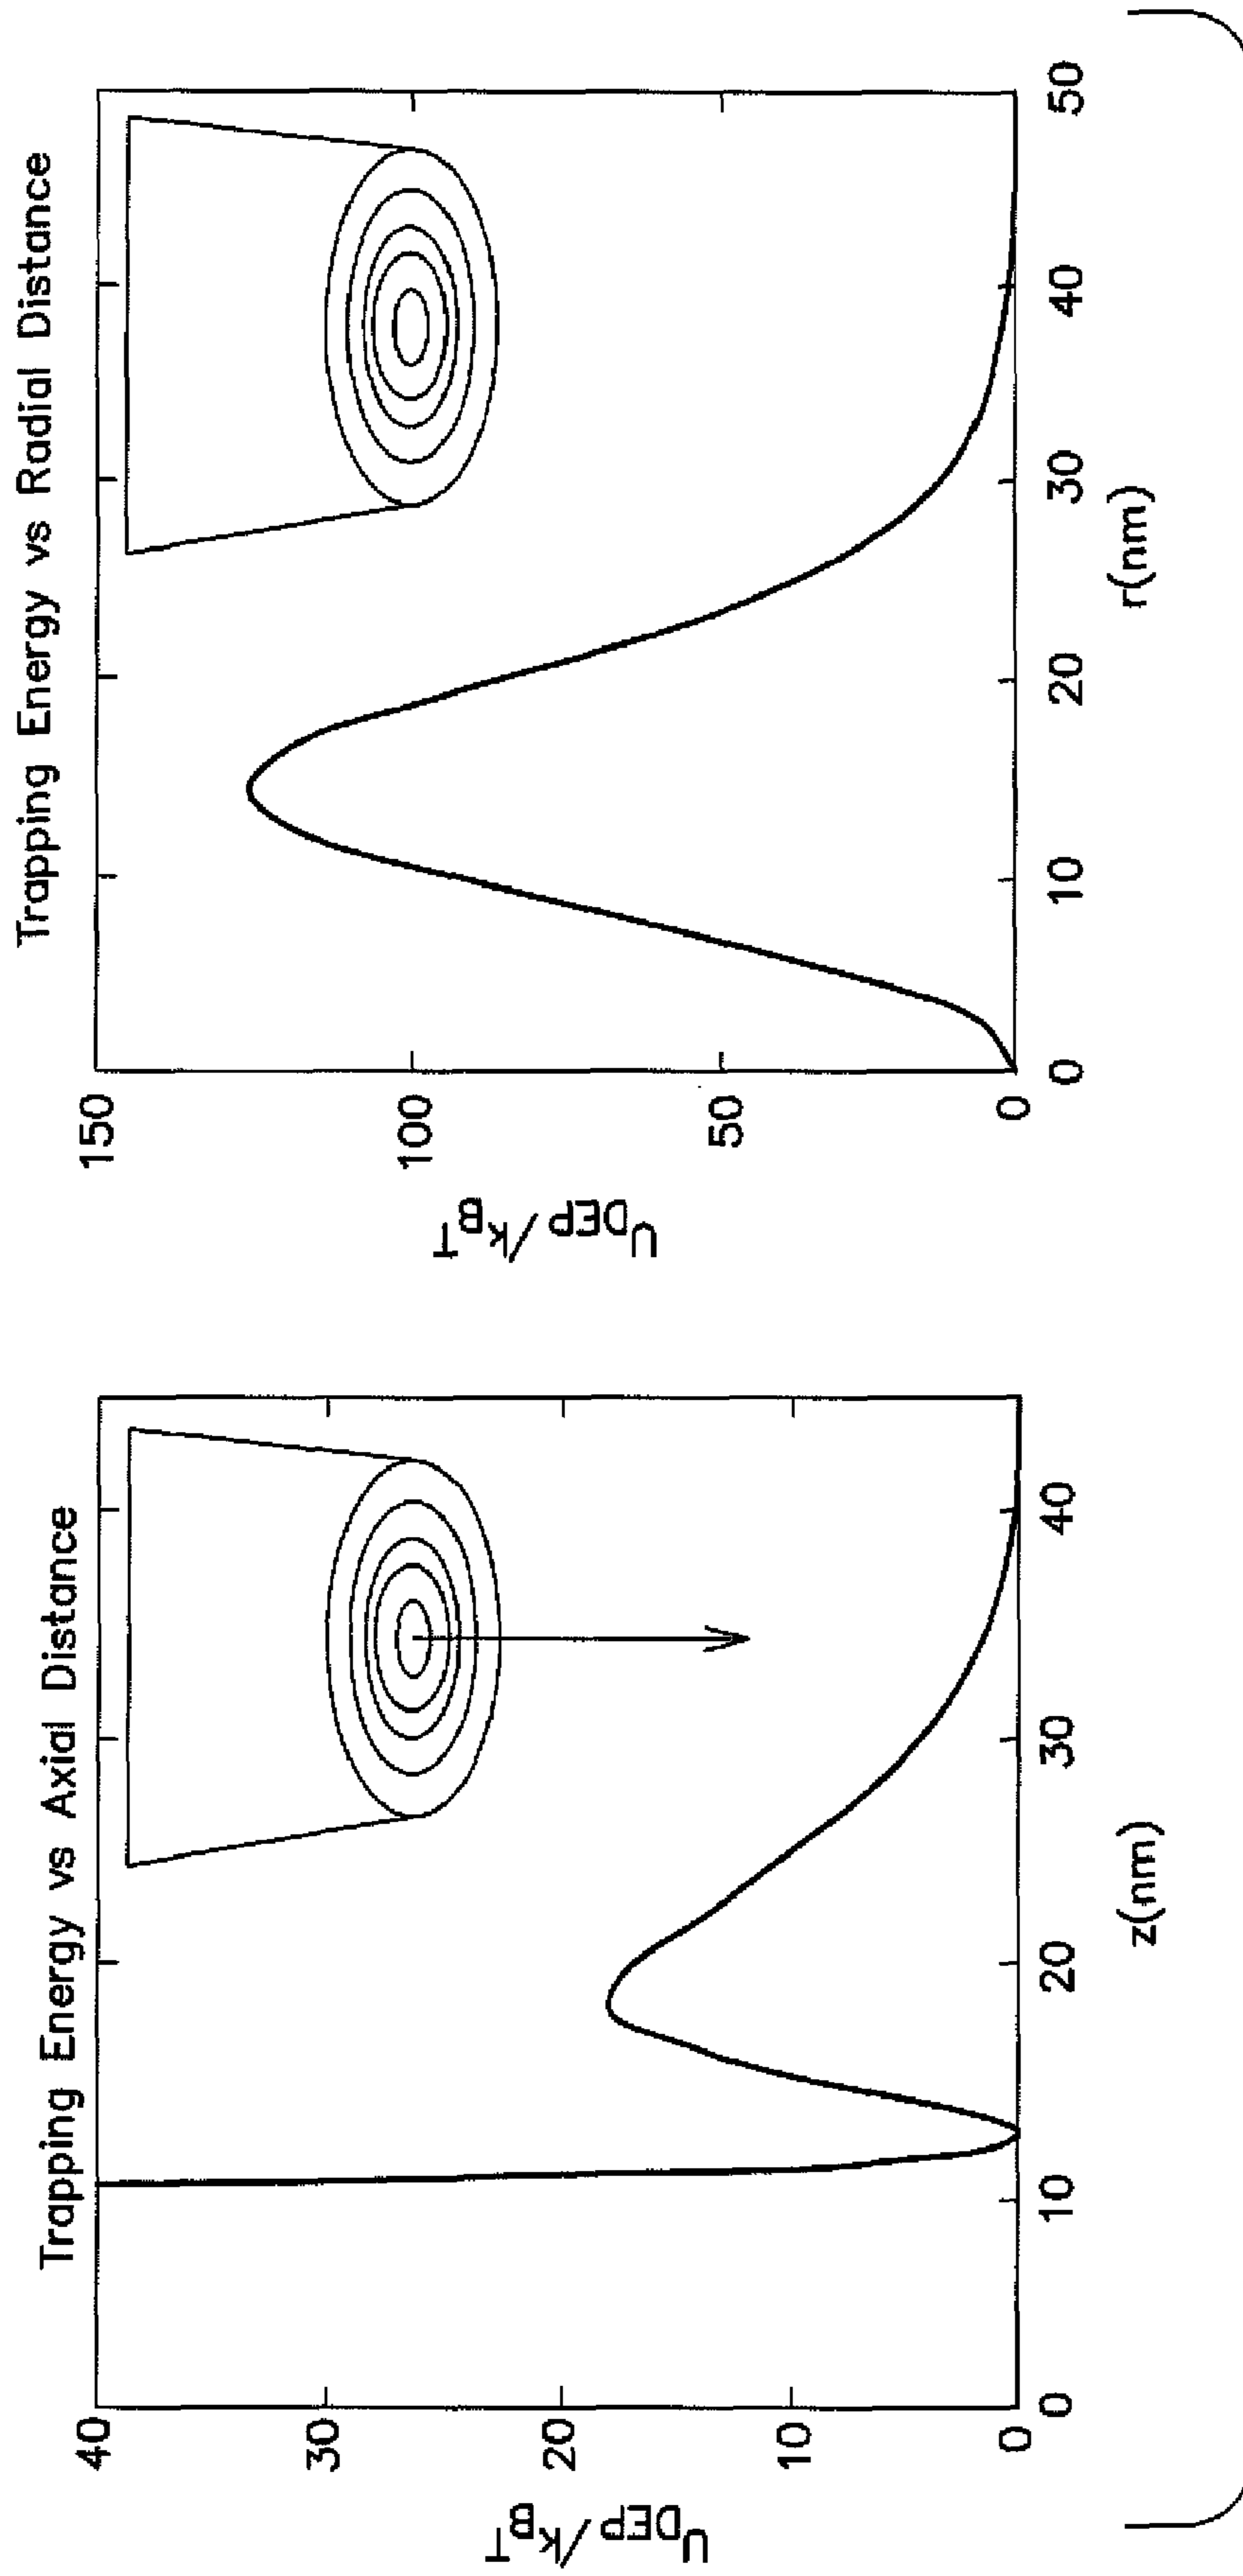 Trapping Energy vs Axial Distance
40
30
20
10
0
U_DEP/k_BT
0 10 20 30 40
z(nm)
Trapping Energy vs Radial Distance
150
100
50
0
U_DEP/k_BT
0 10 20 30 40 50
r(nm)